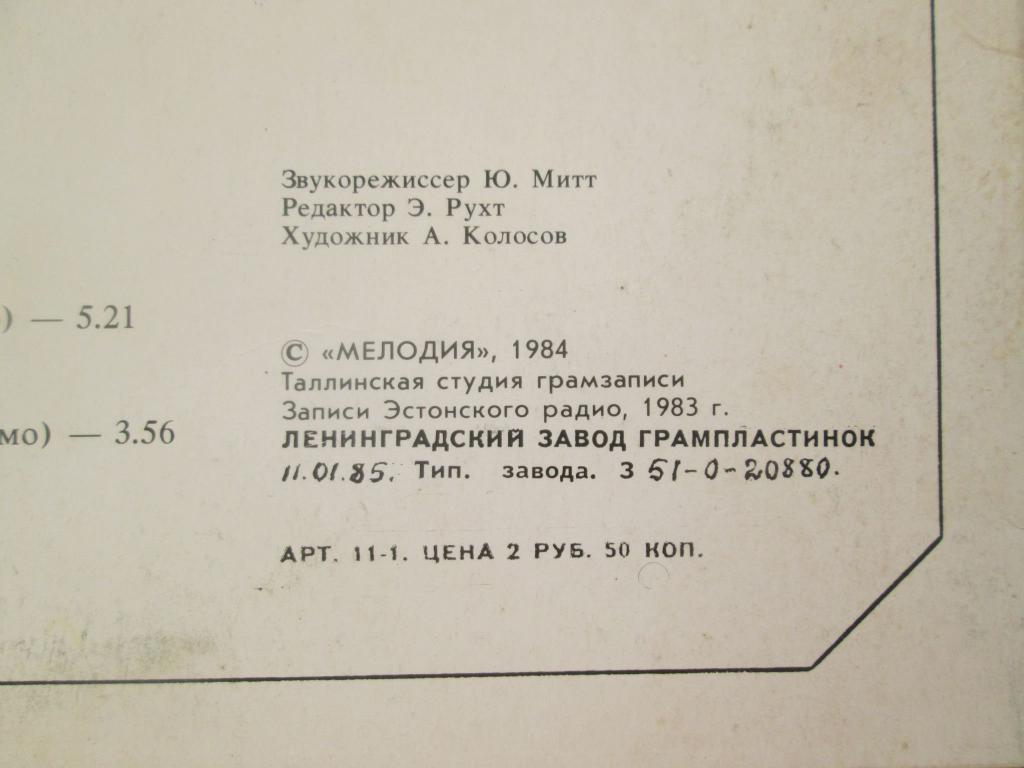 Звукорежиссер Ю. Митт
Редактор Э. Рухт
Художник А. Колосов
) — 5.21
мо) — 3.56
© «МЕЛОДИЯ», 1984
Таллинская студия грамзаписи
Записи Эстонского радио, 1983 г.
ЛЕНИНГРАДСКИЙ ЗАВОД ГРАМПЛАСТИНОК
11.01.85. Тип. завода. З 51-0-20880.
АРТ. 11-1. ЦЕНА 2 РУБ. 50 КОП.